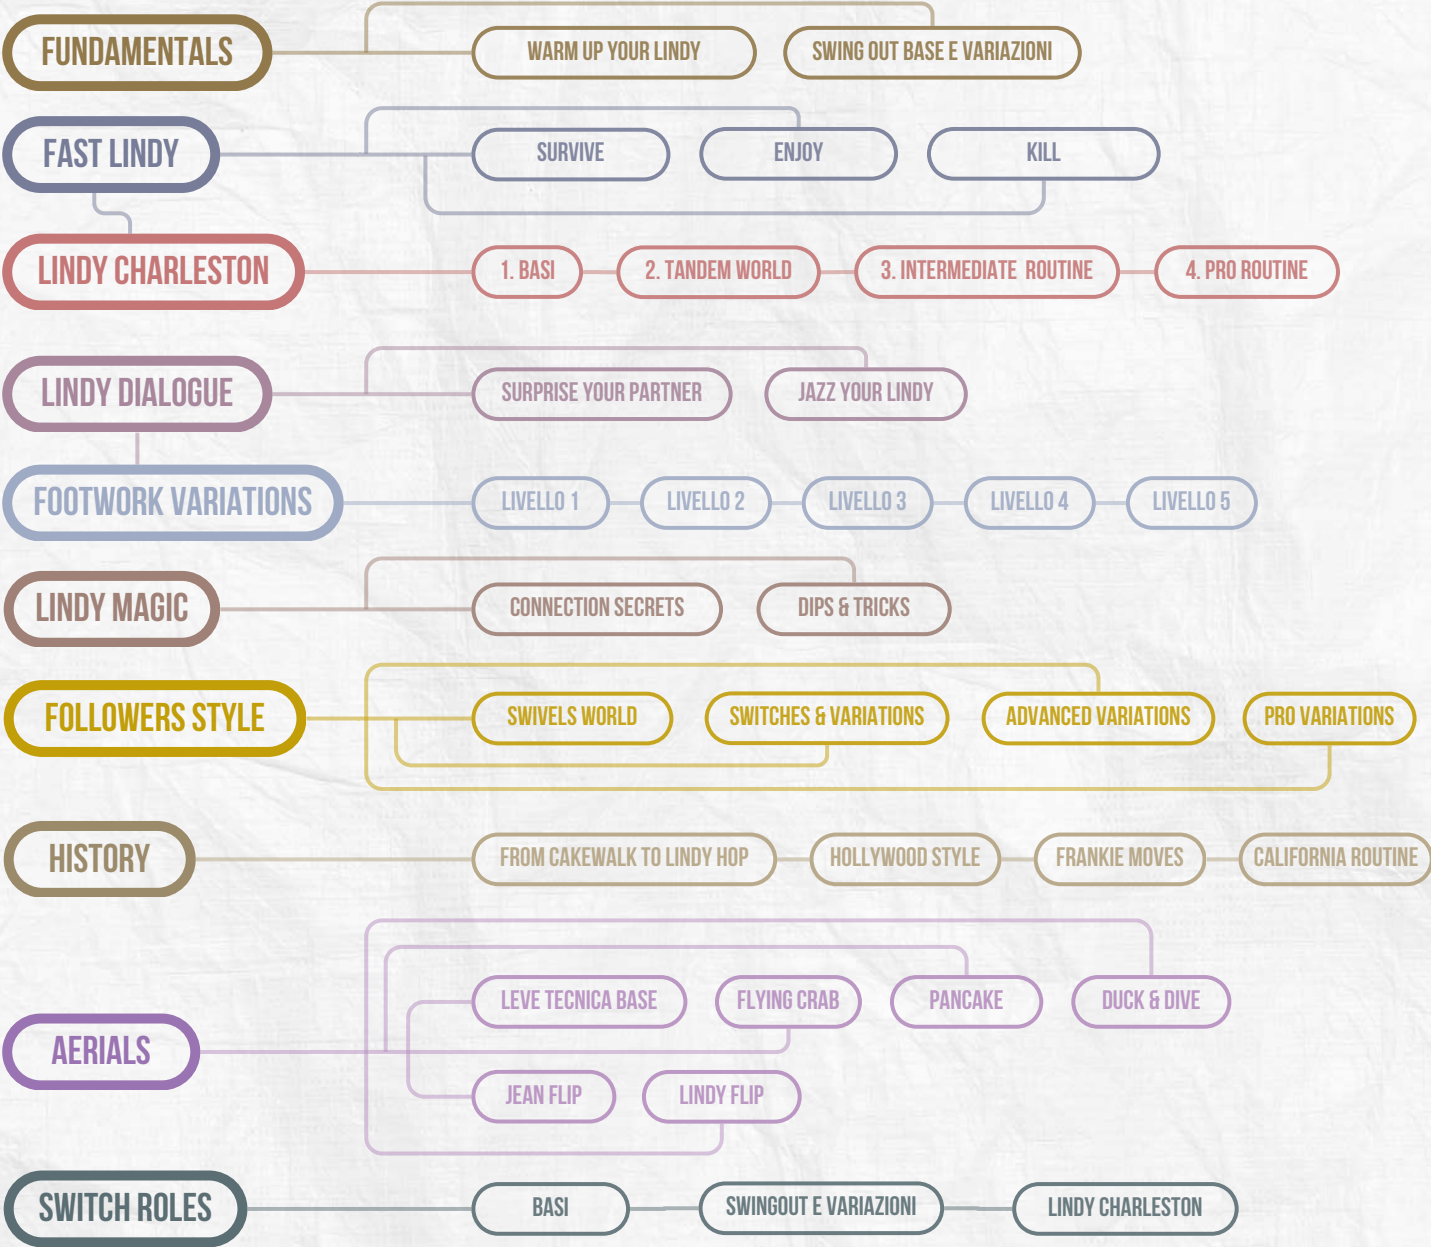 FUNDAMENTALS
WARM UP YOUR LINDY
SWING OUT BASE E VARIAZIONI
FAST LINDY
SURVIVE
ENJOY
KILL
LINDY CHARLESTON
1. BASI
2. TANDEM WORLD
3. INTERMEDIATE ROUTINE
4. PRO ROUTINE
LINDY DIALOGUE
SURPRISE YOUR PARTNER
JAZZ YOUR LINDY
FOOTWORK VARIATIONS
LIVELLO 1
LIVELLO 2
LIVELLO 3
LIVELLO 4
LIVELLO 5
LINDY MAGIC
CONNECTION SECRETS
DIPS & TRICKS
FOLLOWERS STYLE
SWIVELS WORLD
SWITCHES & VARIATIONS
ADVANCED VARIATIONS
PRO VARIATIONS
HISTORY
FROM CAKEWALK TO LINDY HOP
HOLLYWOOD STYLE
FRANKIE MOVES
CALIFORNIA ROUTINE
AERIALS
LEVE TECNICA BASE
FLYING CRAB
PANCAKE
DUCK & DIVE
JEAN FLIP
LINDY FLIP
SWITCH ROLES
BASI
SWINGOUT E VARIAZIONI
LINDY CHARLESTON